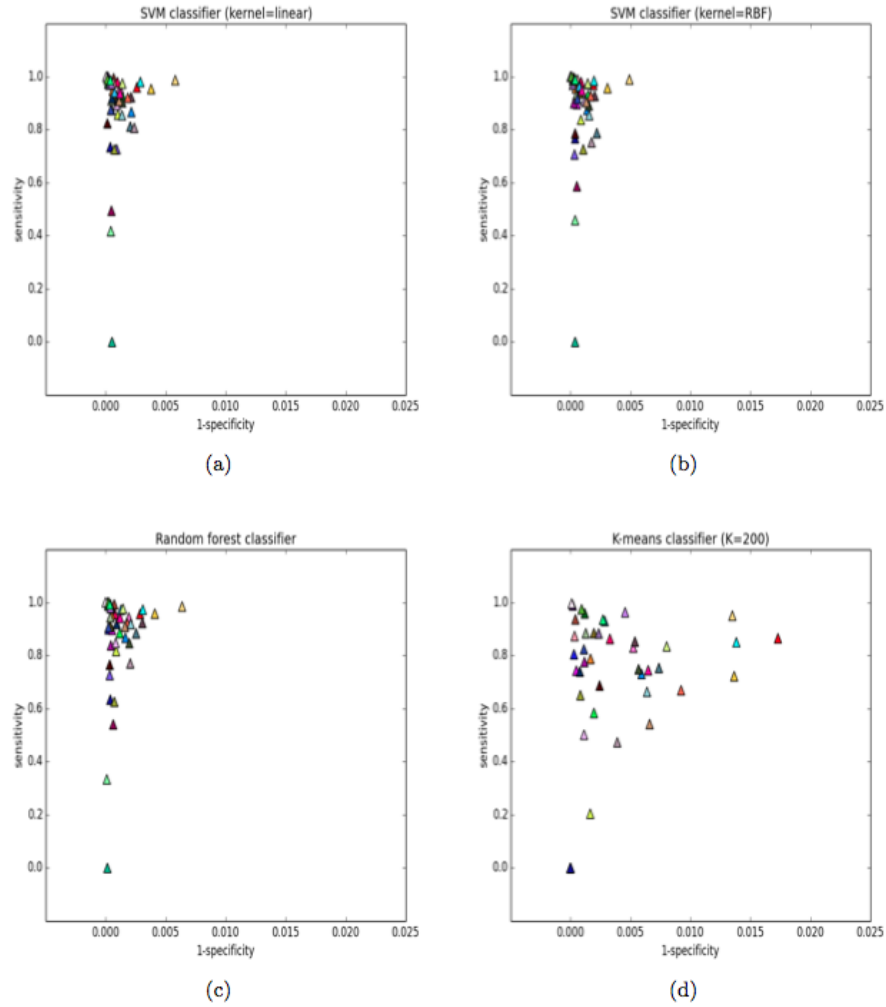 SVM classifier (kernel=linear)
sensitivity
1.0
0.8
0.6
0.4
0.2
0.0
0.000 0.005 0.010 0.015 0.020 0.025
1-specificity
(a)
SVM classifier (kernel=RBF)
sensitivity
1.0
0.8
0.6
0.4
0.2
0.0
0.000 0.005 0.010 0.015 0.020 0.025
1-specificity
(b)
Random forest classifier
sensitivity
1.0
0.8
0.6
0.4
0.2
0.0
0.000 0.005 0.010 0.015 0.020 0.025
1-specificity
(c)
K-means classifier (K=200)
sensitivity
1.0
0.8
0.6
0.4
0.2
0.0
0.000 0.005 0.010 0.015 0.020 0.025
1-specificity
(d)